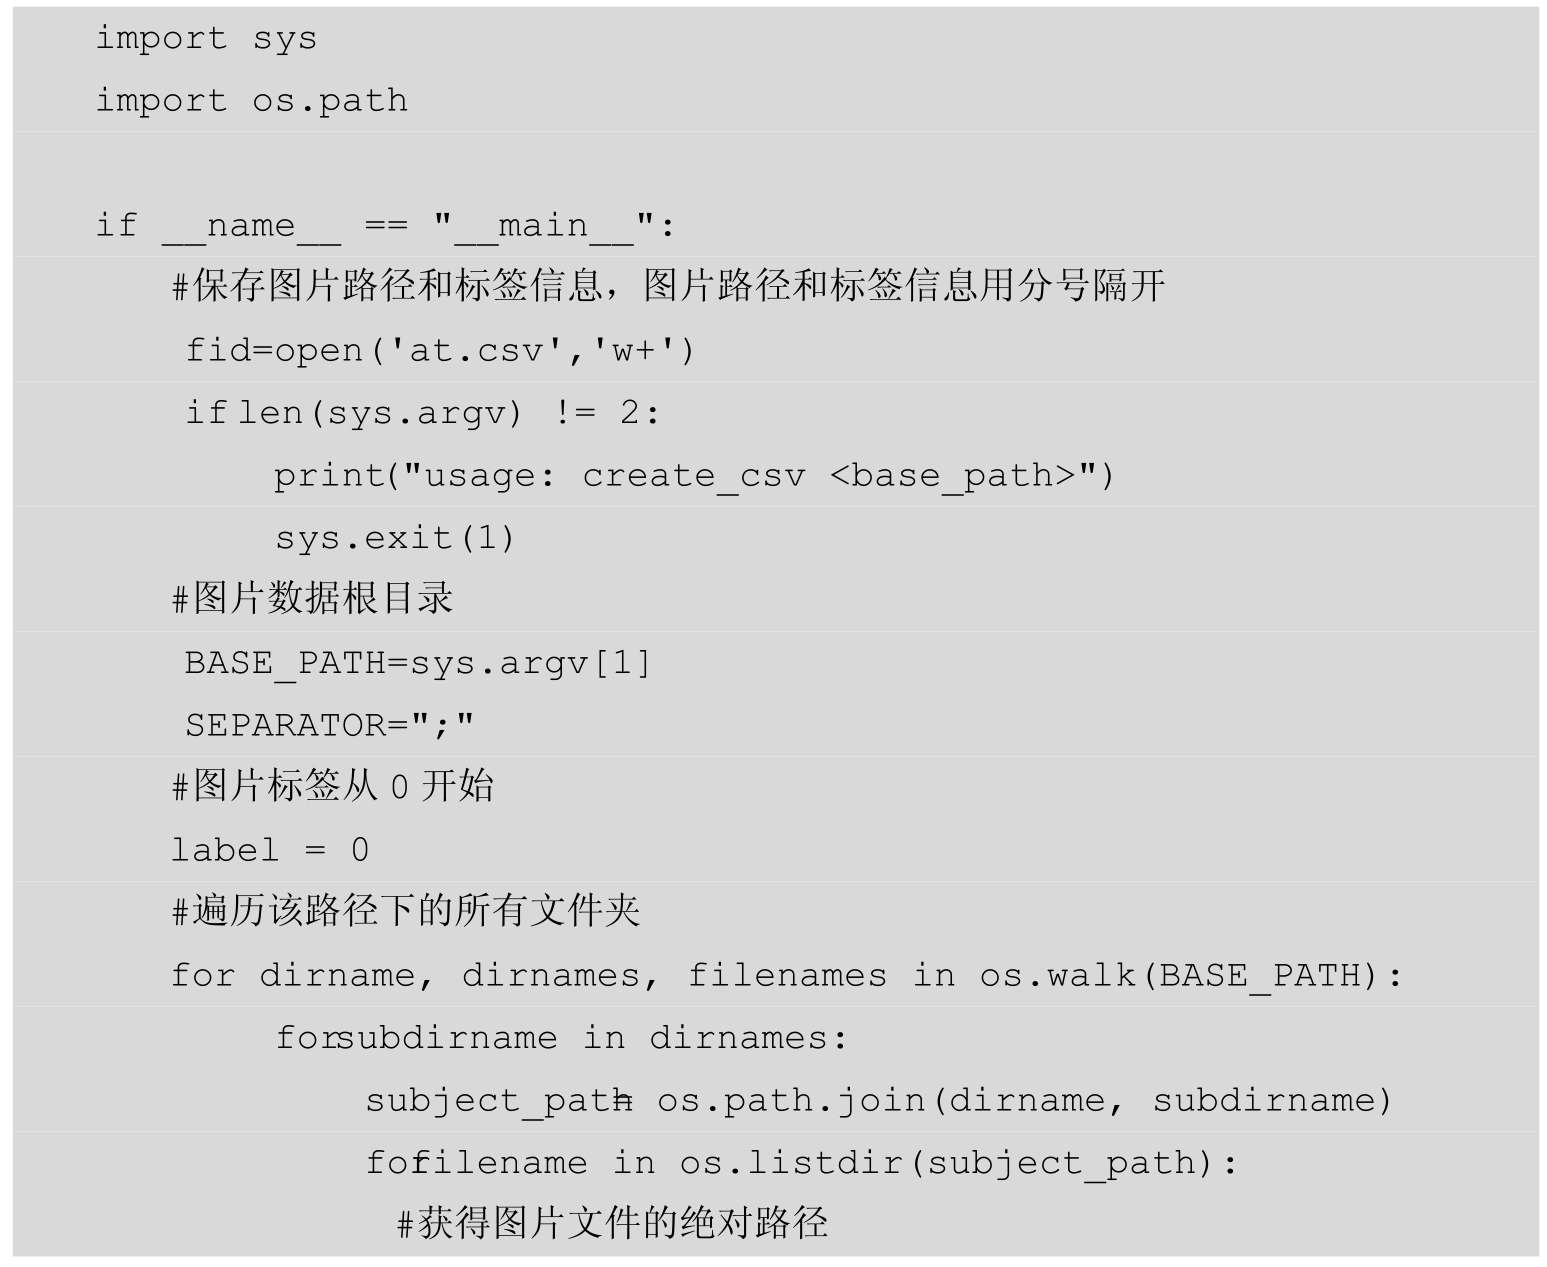 import sys
import os.path
if __name__ == "__main__":
#保存图片路径和标签信息，图片路径和标签信息用分号隔开
fid=open('at.csv','w+')
if len(sys.argv) != 2:
print("usage: create_csv <base_path>")
sys.exit(1)
#图片数据根目录
BASE_PATH=sys.argv[1]
SEPARATOR=";"
#图片标签从 0 开始
label = 0
#遍历该路径下的所有文件夹
for dirname, dirnames, filenames in os.walk(BASE_PATH):
for subdirname in dirnames:
subject_path = os.path.join(dirname, subdirname)
for filename in os.listdir(subject_path):
#获得图片文件的绝对路径